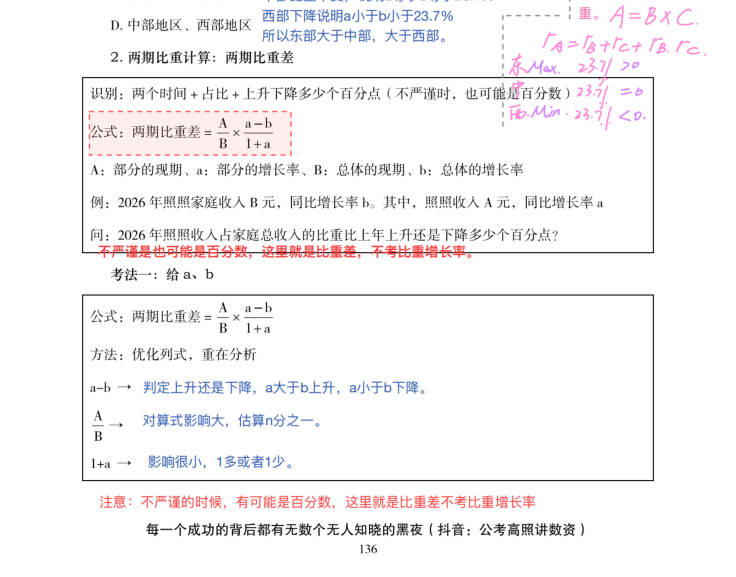 D. 中部地区、西部地区
西部下降说明a小于b小于23.7%
所以东部大于中部，大于西部。
重。 A=B×C.
rA=rB+rC+rB.rC.
东Max. 23.7% >0
中 23.7% =0
西.Min. 23.7% <0.
2. 两期比重计算：两期比重差
识别：两个时间 + 占比 + 上升下降多少个百分点（不严谨时，也可能是百分数）
公式：两期比重差 = A/B × (a−b)/(1+a)
A：部分的现期、a：部分的增长率、B：总体的现期、b：总体的增长率
例：2026 年照照家庭收入 B 元，同比增长率 b。其中，照照收入 A 元，同比增长率 a
问：2026 年照照收入占家庭总收入的比重比上年上升还是下降多少个百分点？
不严谨是也可能是百分数，这里就是比重差，不考比重增长率。
考法一：给 a、b
公式：两期比重差 = A/B × (a−b)/(1+a)
方法：优化列式，重在分析
a−b → 判定上升还是下降，a大于b上升，a小于b下降。
A/B → 对算式影响大，估算n分之一。
1+a → 影响很小，1多或者1少。
注意：不严谨的时候，有可能是百分数，这里就是比重差不考比重增长率
每一个成功的背后都有无数个无人知晓的黑夜（抖音：公考高照讲数资）
136